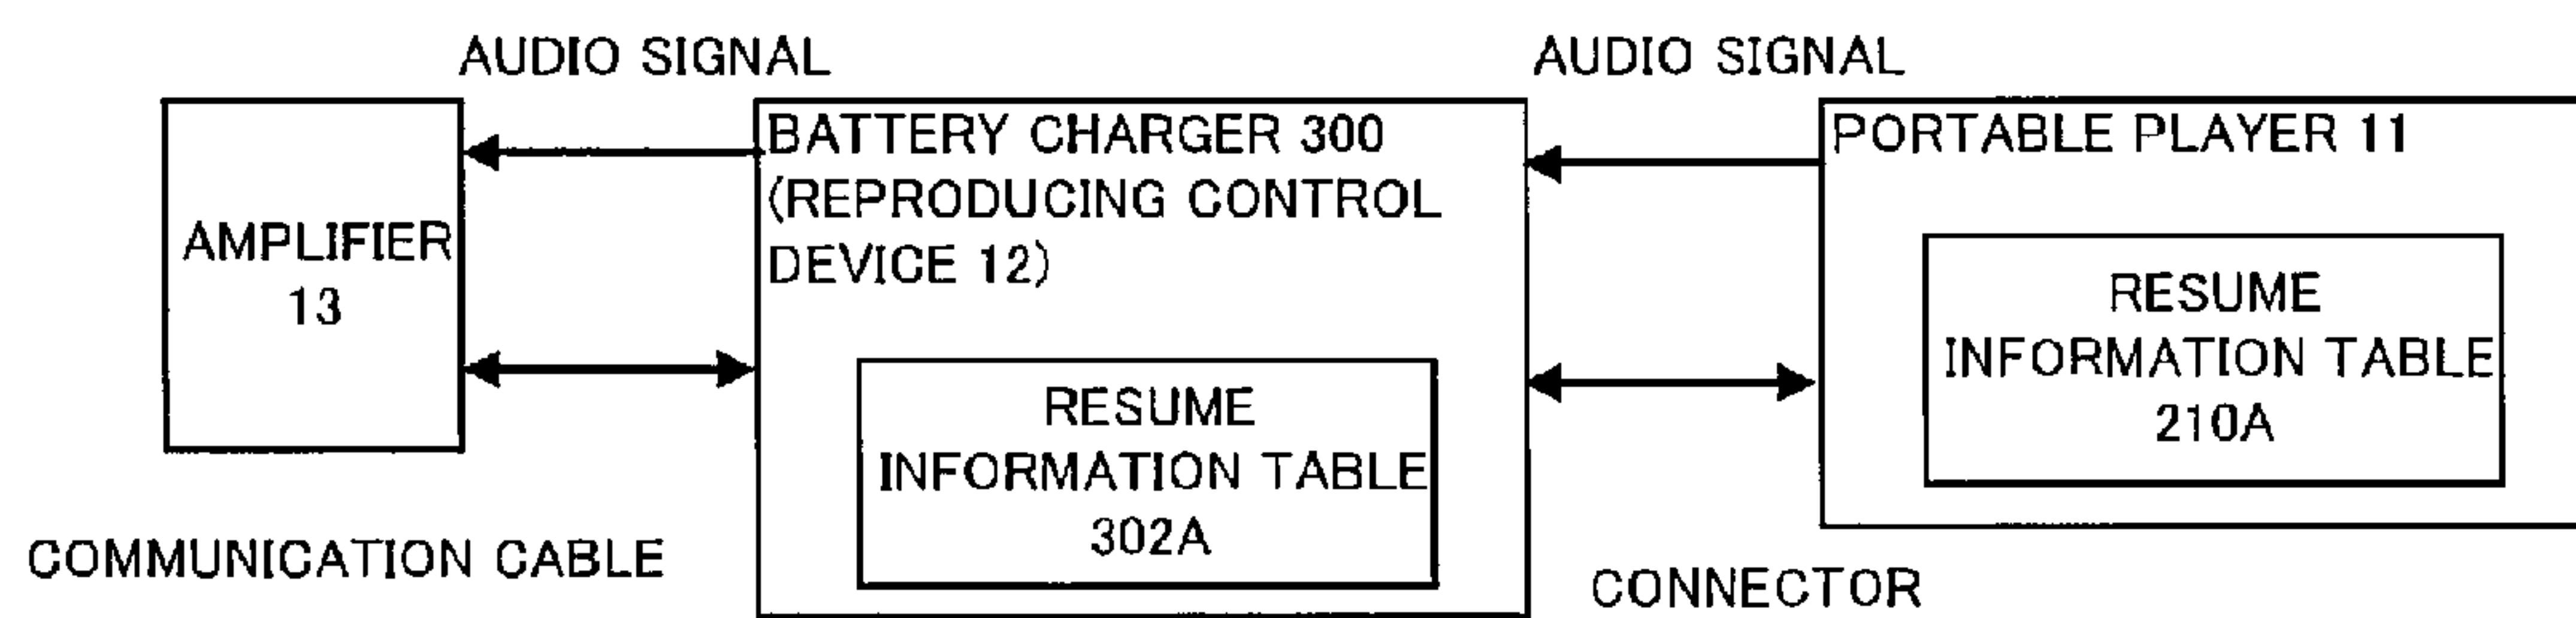 AUDIO SIGNAL
AUDIO SIGNAL
AMPLIFIER
13
BATTERY CHARGER 300
(REPRODUCING CONTROL
DEVICE 12)
RESUME
INFORMATION TABLE
302A
PORTABLE PLAYER 11
RESUME
INFORMATION TABLE
210A
COMMUNICATION CABLE
CONNECTOR